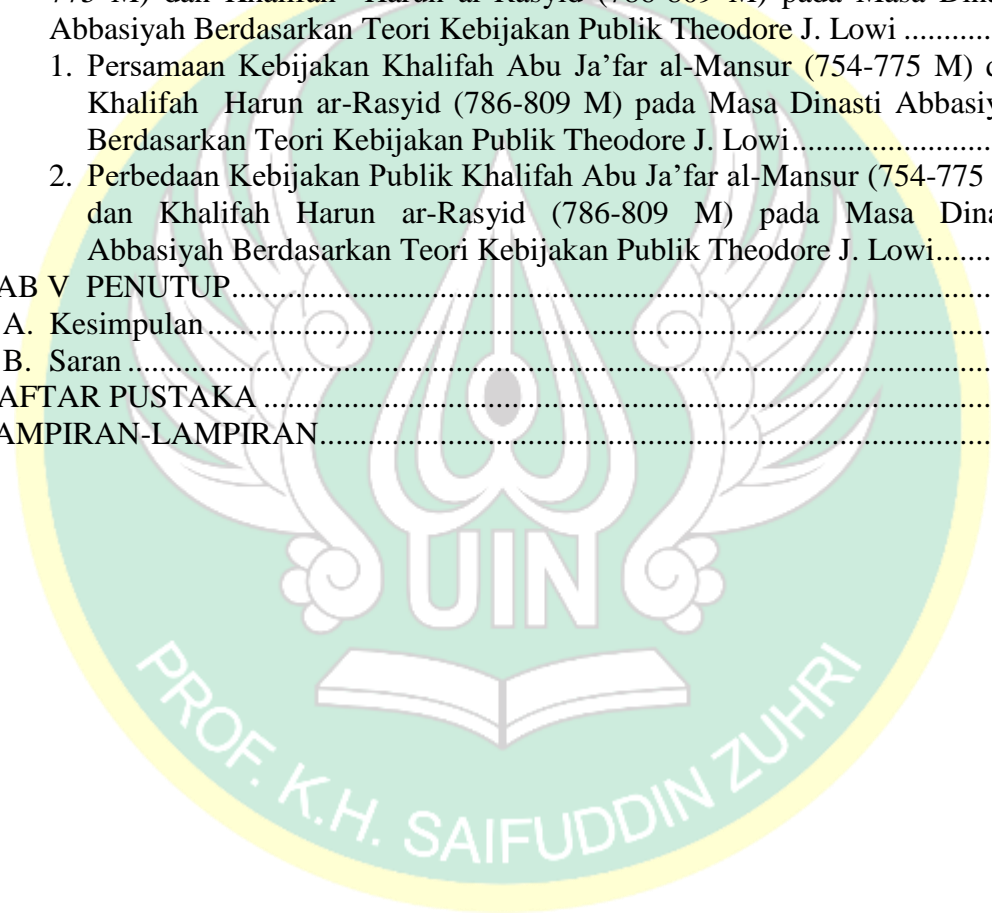 Abbasiyah Berdasarkan Teori Kebijakan Publik Theodore J. Lowi ............
1. Persamaan Kebijakan Khalifah Abu Ja’far al-Mansur (754-775 M)
Khalifah Harun ar-Rasyid (786-809 M) pada Masa Dinasti
Berdasarkan Teori Kebijakan Publik Theodore J. Lowi............
2. Perbedaan Kebijakan Publik Khalifah Abu Ja’far al-Mansur (754-775
dan Khalifah Harun ar-Rasyid (786-809 M) pada Masa
Abbasiyah Berdasarkan Teori Kebijakan Publik Theodore J. Lowi.......
AB V PENUTUP............
A. Kesimpulan............
B. Saran............
AFTAR PUSTAKA............
AMPIRAN-LAMPIRAN............
UIN
PROF. K.H. SAIFUDDIN ZUHRI